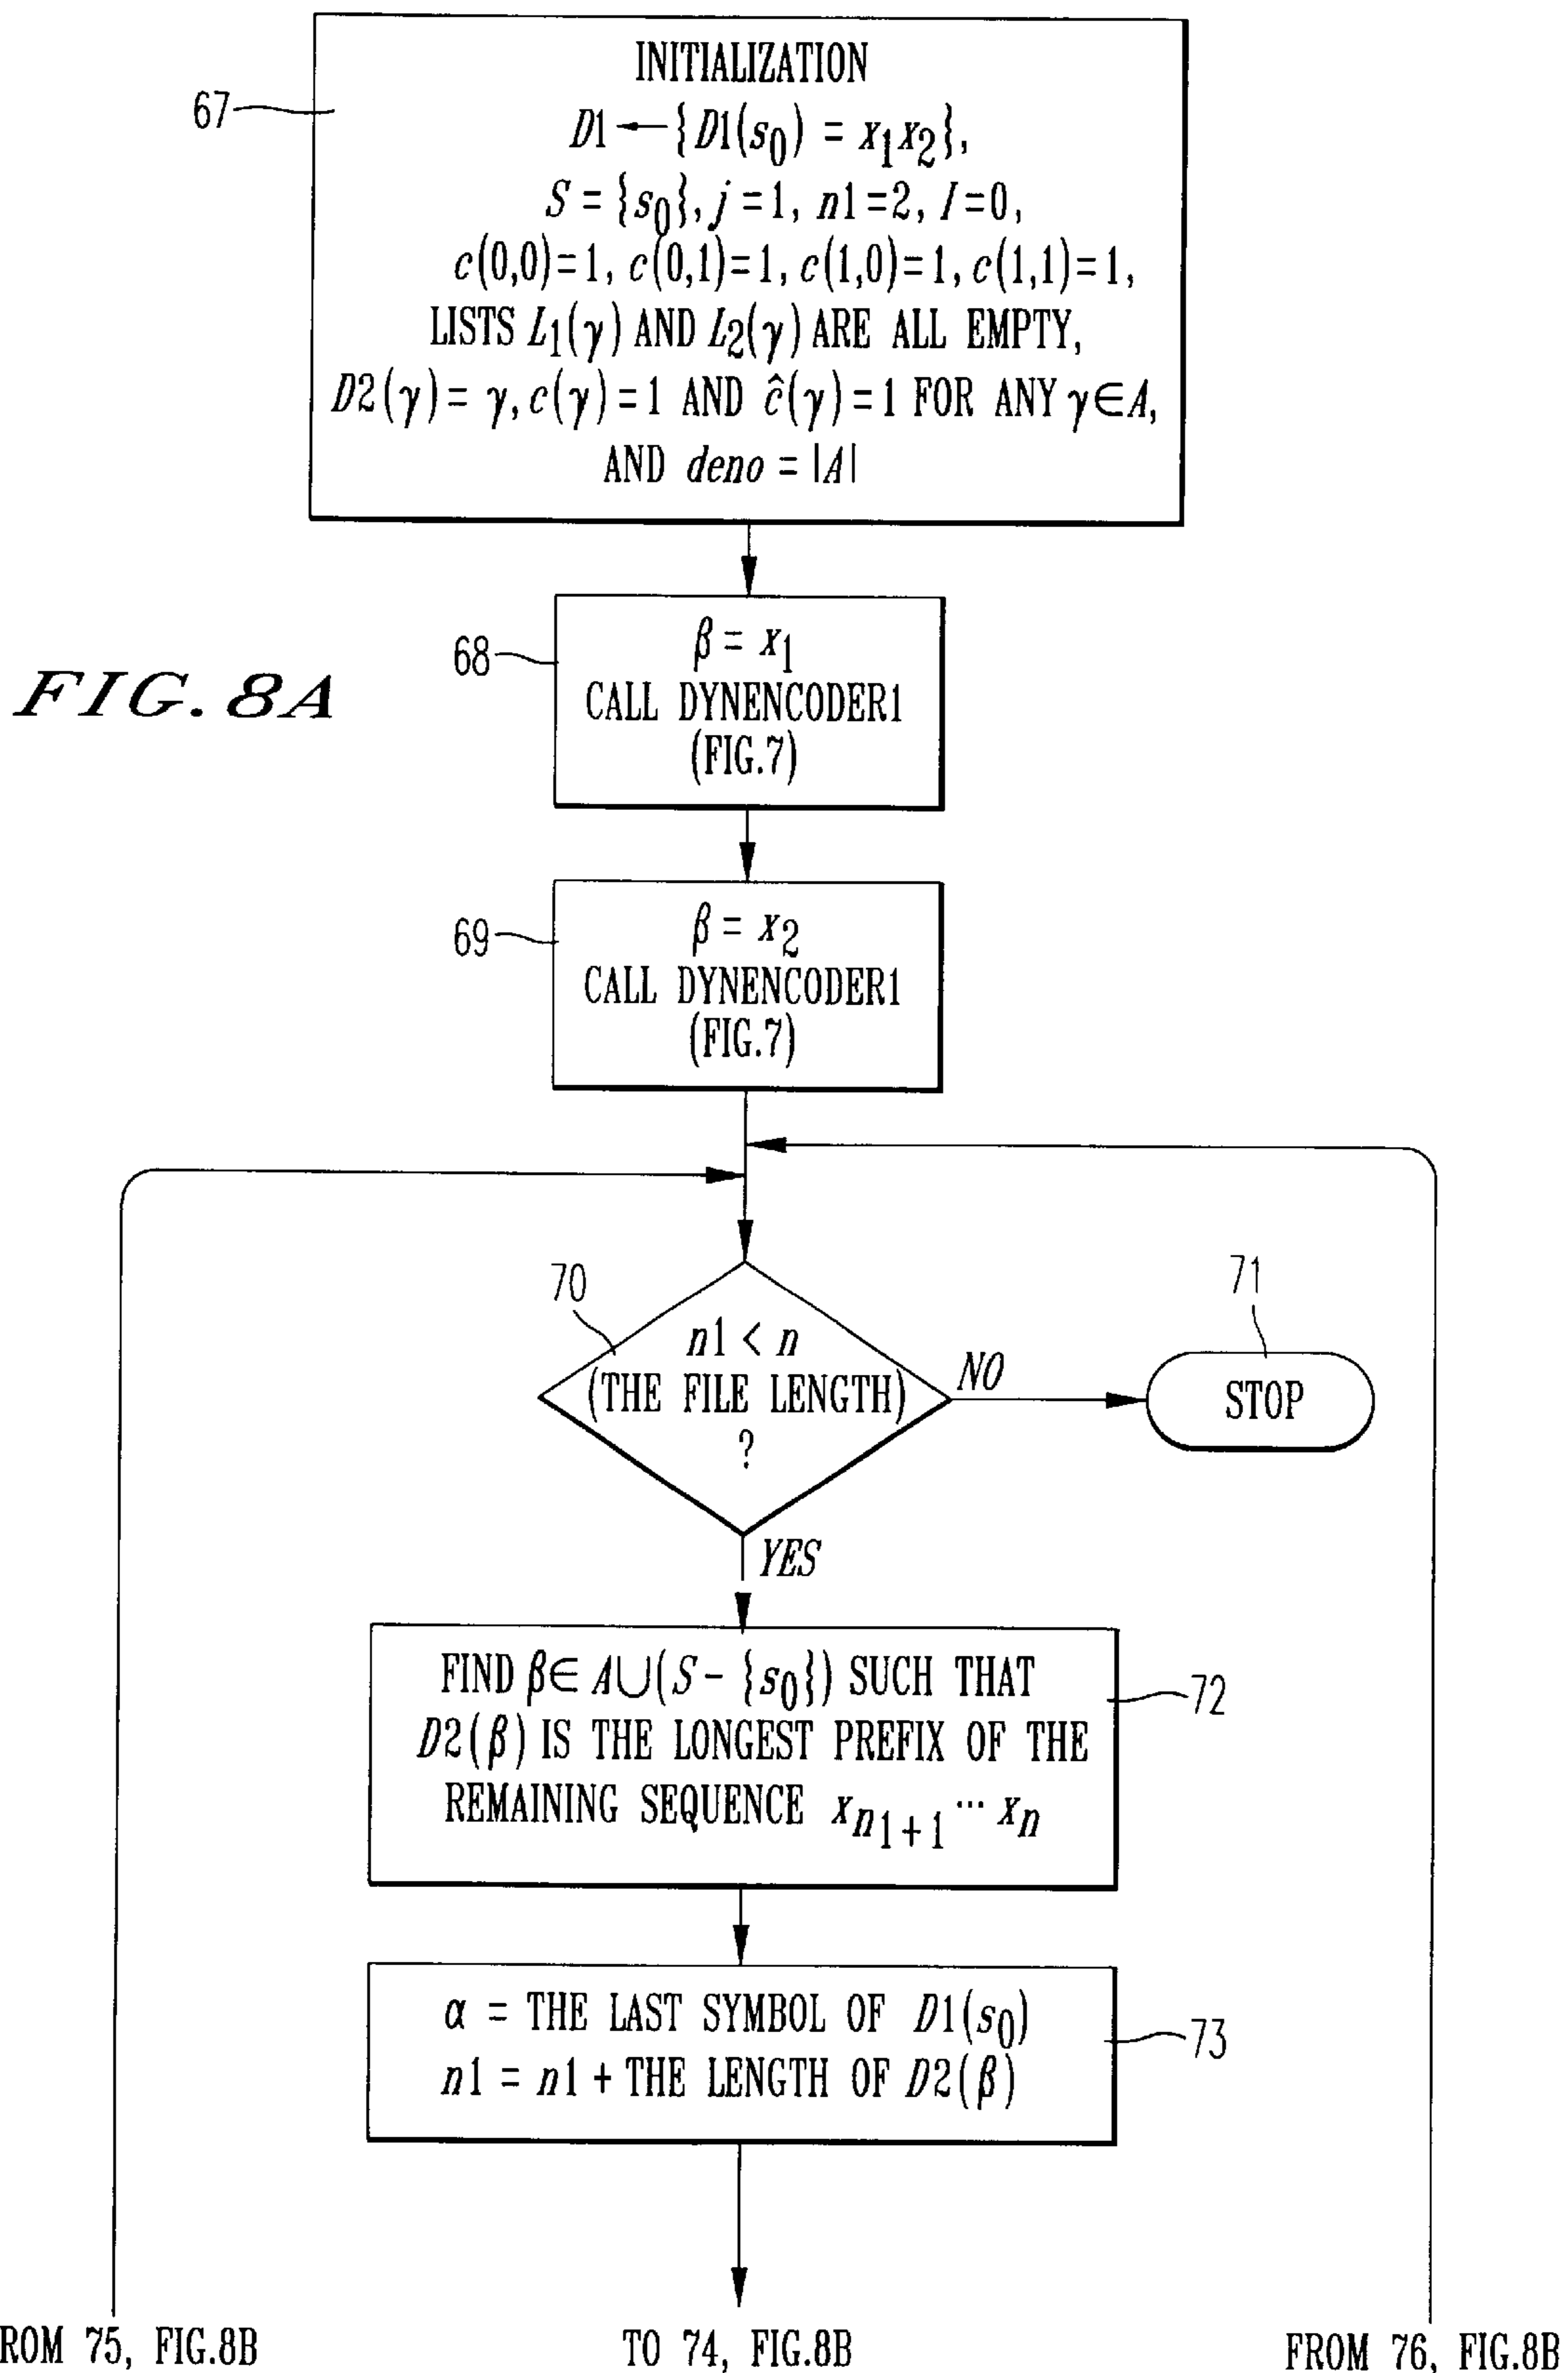 INITIALIZATION
67
D1 ← {D1(s₀) = x₁x₂},
S = {s₀}, j = 1, n1 = 2, I = 0,
c(0,0) = 1, c(0,1) = 1, c(1,0) = 1, c(1,1) = 1,
LISTS L₁(γ) AND L₂(γ) ARE ALL EMPTY,
D2(γ) = γ, c(γ) = 1 AND ĉ(γ) = 1 FOR ANY γ∈A,
AND deno = |A|
68
β = x₁
CALL DYNENCODER1
(FIG.7)
FIG. 8A
69
β = x₂
CALL DYNENCODER1
(FIG.7)
70
n1 < n
(THE FILE LENGTH)
?
NO
71
STOP
YES
72
FIND β∈ A∪(S - {s₀}) SUCH THAT
D2(β) IS THE LONGEST PREFIX OF THE
REMAINING SEQUENCE xₙ₁₊₁ ··· xₙ
73
α = THE LAST SYMBOL OF D1(s₀)
n1 = n1 + THE LENGTH OF D2(β)
ROM 75, FIG.8B
TO 74, FIG.8B
FROM 76, FIG.8B